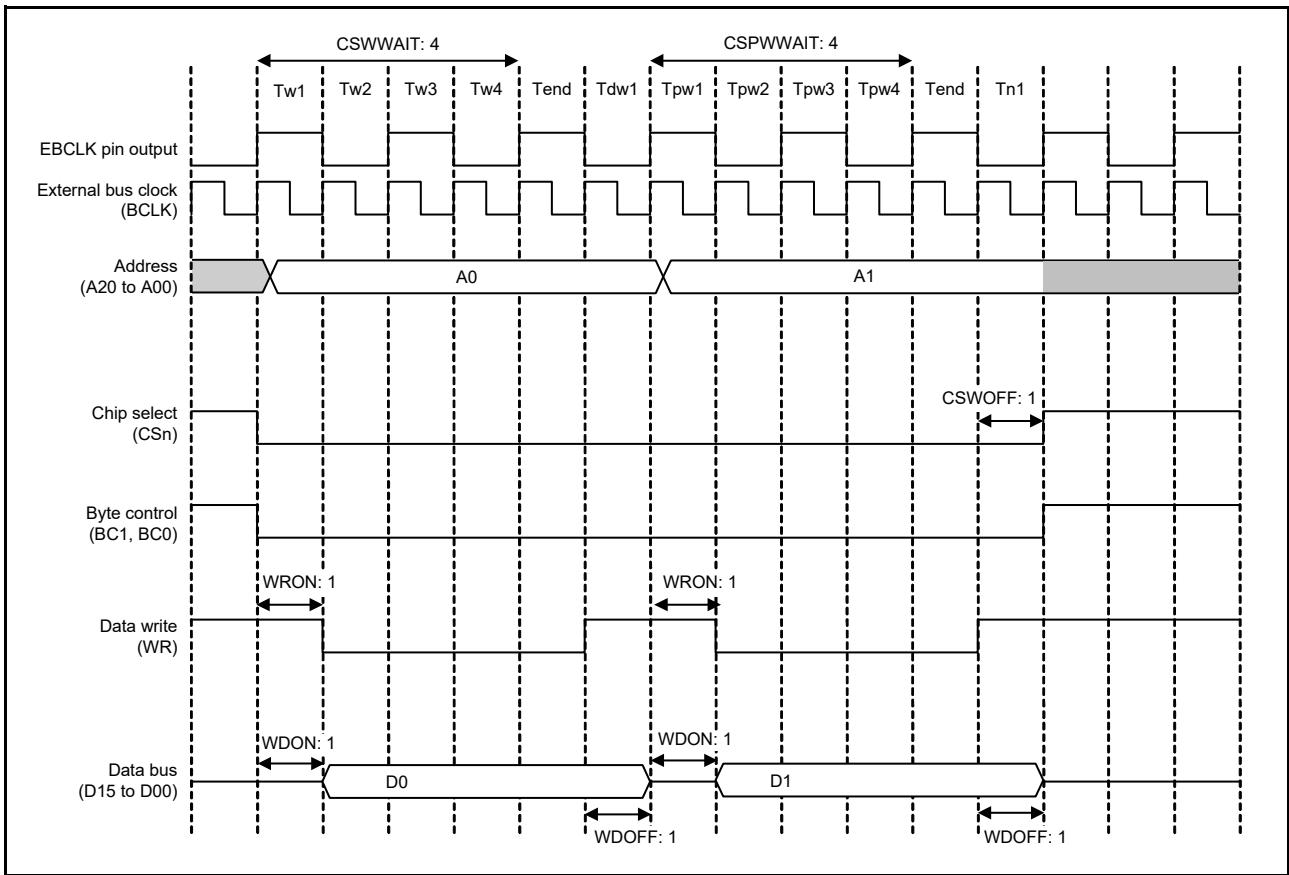 CSWWAIT: 4
CSPWWAIT: 4
Tw1 Tw2 Tw3 Tw4 Tend Tdw1 Tpw1 Tpw2 Tpw3 Tpw4 Tend Tn1
EBCLK pin output
External bus clock
(BCLK)
Address
(A20 to A00)
A0
A1
CSWOFF: 1
Chip select
(CSn)
Byte control
(BC1, BC0)
WRON: 1
WRON: 1
Data write
(WR)
WDON: 1
WDON: 1
Data bus
(D15 to D00)
D0
D1
WDOFF: 1
WDOFF: 1